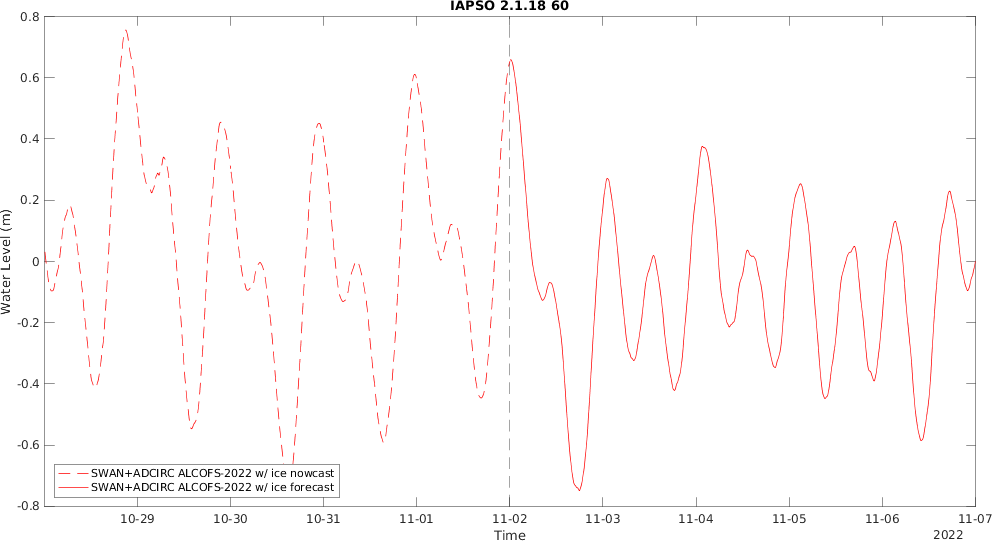 IAPSO 2.1.18 60
0.8
0.6
0.4
0.2
0
-0.2
-0.4
-0.6
-0.8
Water Level (m)
SWAN+ADCIRC ALCOFS-2022 w/ ice nowcast
SWAN+ADCIRC ALCOFS-2022 w/ ice forecast
10-29 10-30 10-31 11-01 11-02 11-03 11-04 11-05 11-06 11-07
Time
2022